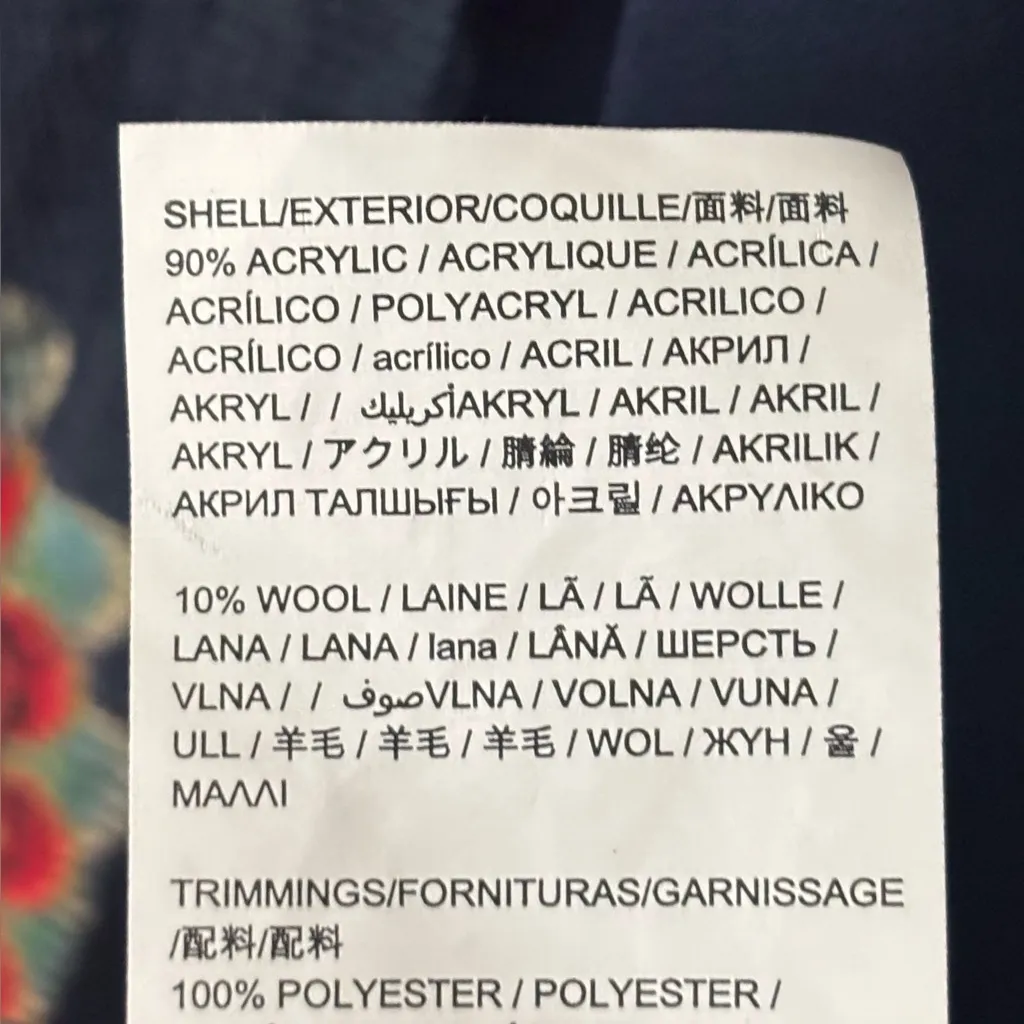 SHELL/EXTERIOR/COQUILLE/面料/面料
90% ACRYLIC / ACRYLIQUE / ACRÍLICA /
ACRÍLICO / POLYACRYL / ACRILICO /
ACRÍLICO / acrílico / ACRIL / АКРИЛ /
AKRYL / / أكريليكAKRYL / AKRIL / AKRIL /
AKRYL / アクリル / 腈綸 / 腈纶 / AKRILIK /
АКРИЛ ТАЛШЫҒЫ / 아크릴 / ΑΚΡΥΛΙΚΟ
10% WOOL / LAINE / LÃ / LÃ / WOLLE /
LANA / LANA / lana / LÂNĂ / ШЕРСТЬ /
VLNA / / صوفVLNA / VOLNA / VUNA /
ULL / 羊毛 / 羊毛 / 羊毛 / WOL / ЖҮН / 울 /
ΜΑΛΛΙ
TRIMMINGS/FORNITURAS/GARNISSAGE
/配料/配料
100% POLYESTER / POLYESTER /